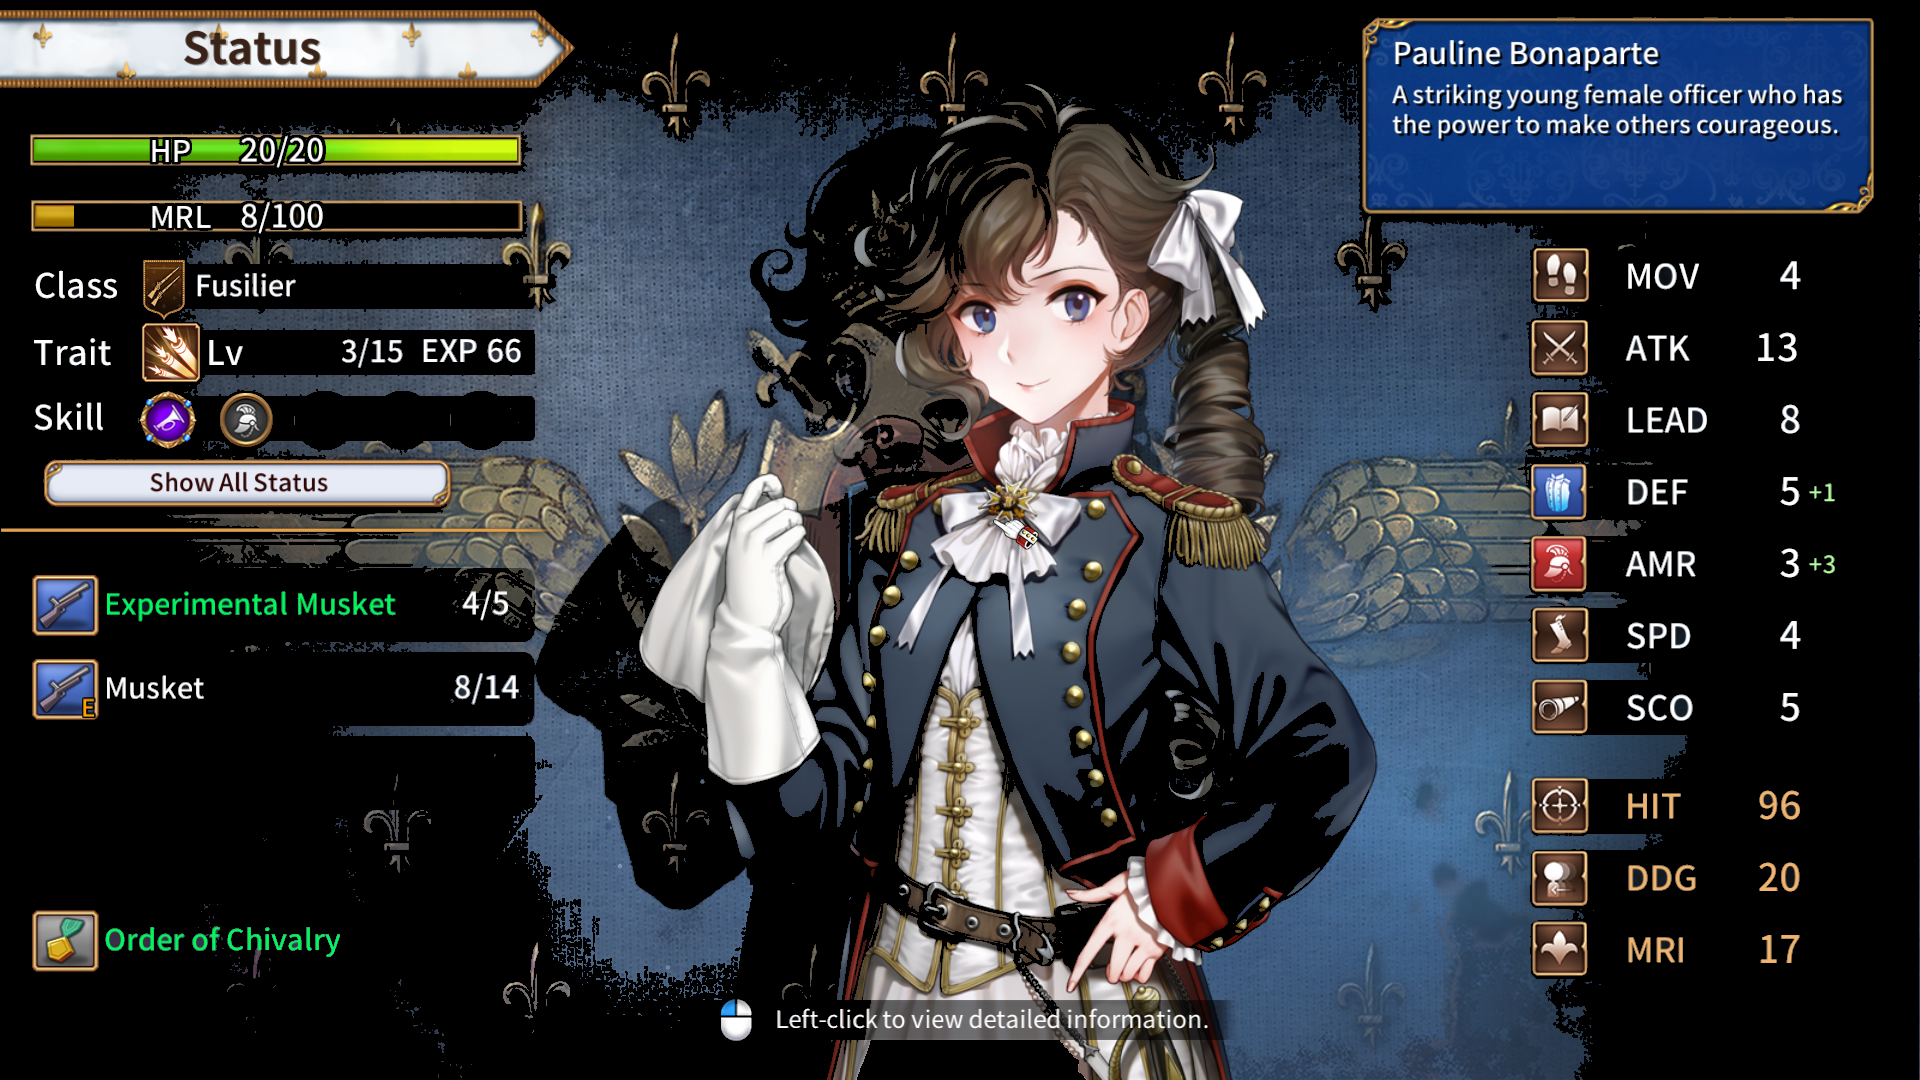 Status
Pauline Bonaparte
A striking young female officer who has
the power to make others courageous.
HP 20/20
MRL 8/100
Class Fusilier
Trait Lv 3/15 EXP 66
Skill
Show All Status
Experimental Musket 4/5
E Musket 8/14
Order of Chivalry
MOV 4
ATK 13
LEAD 8
DEF 5 +1
AMR 3 +3
SPD 4
SCO 5
HIT 96
DDG 20
MRI 17
Left-click to view detailed information.